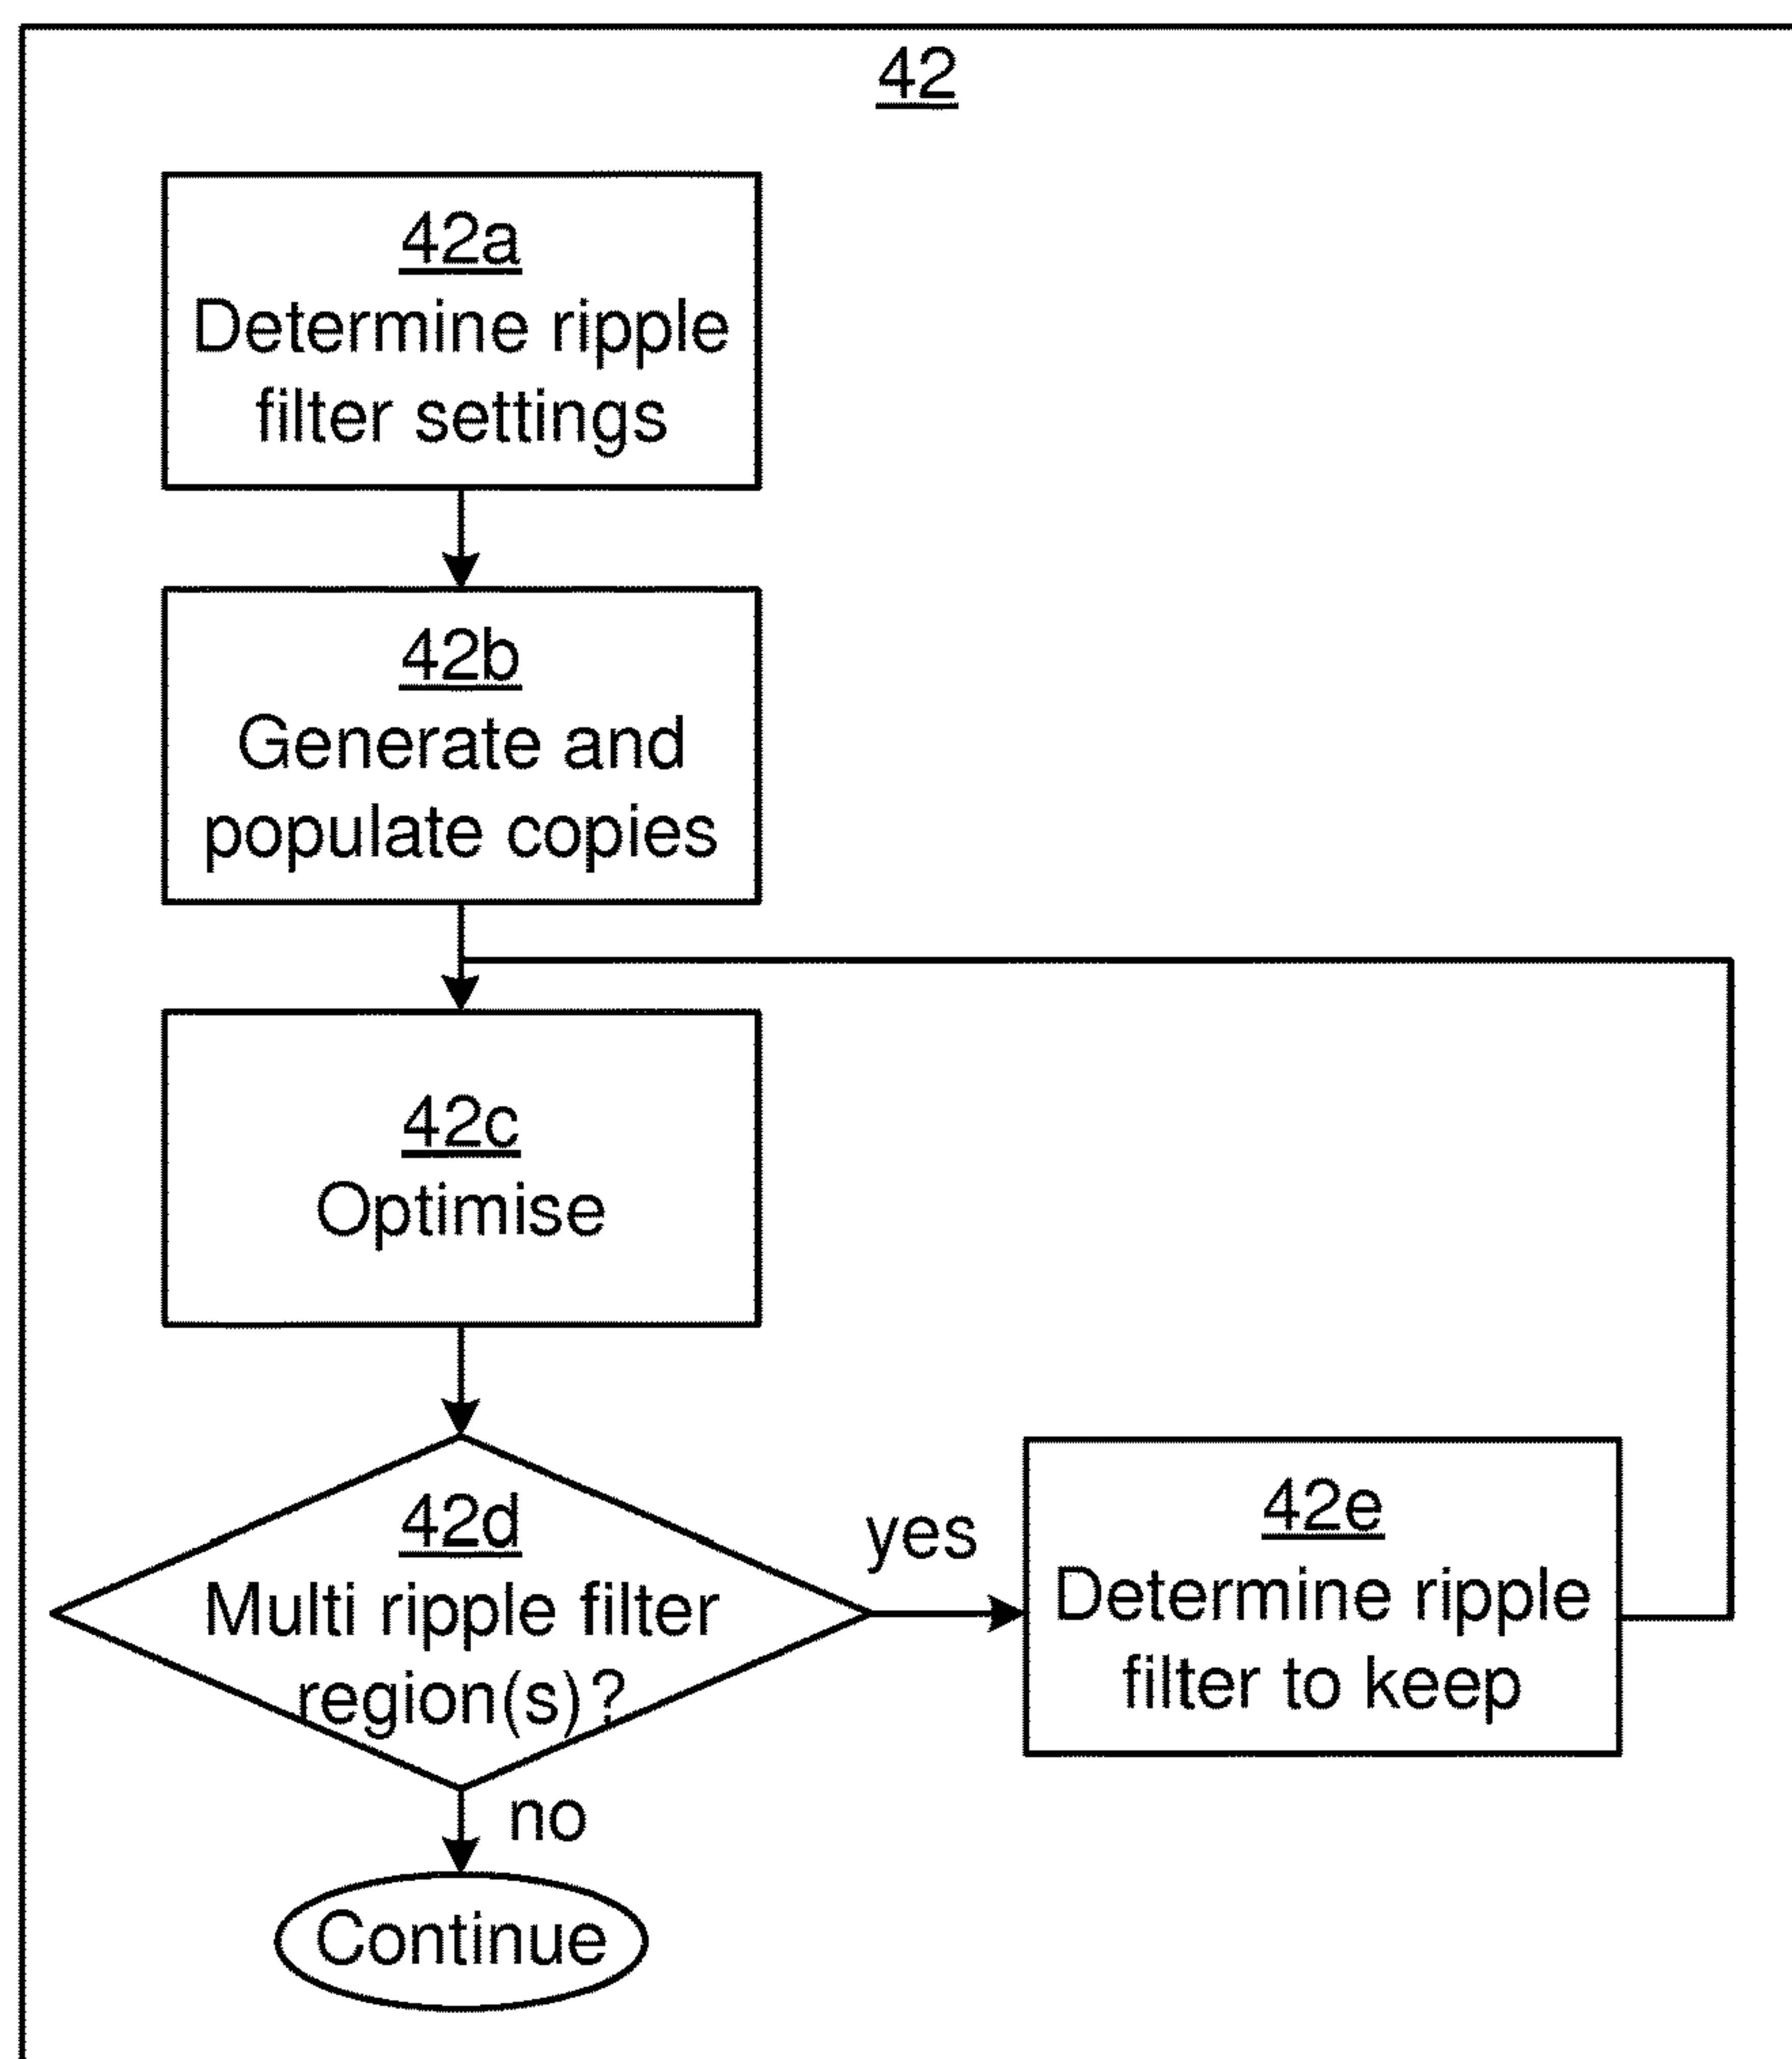 42
42a
Determine ripple
filter settings
42b
Generate and
populate copies
42c
Optimise
42d
Multi ripple filter
region(s)?
yes
42e
Determine ripple
filter to keep
no
Continue